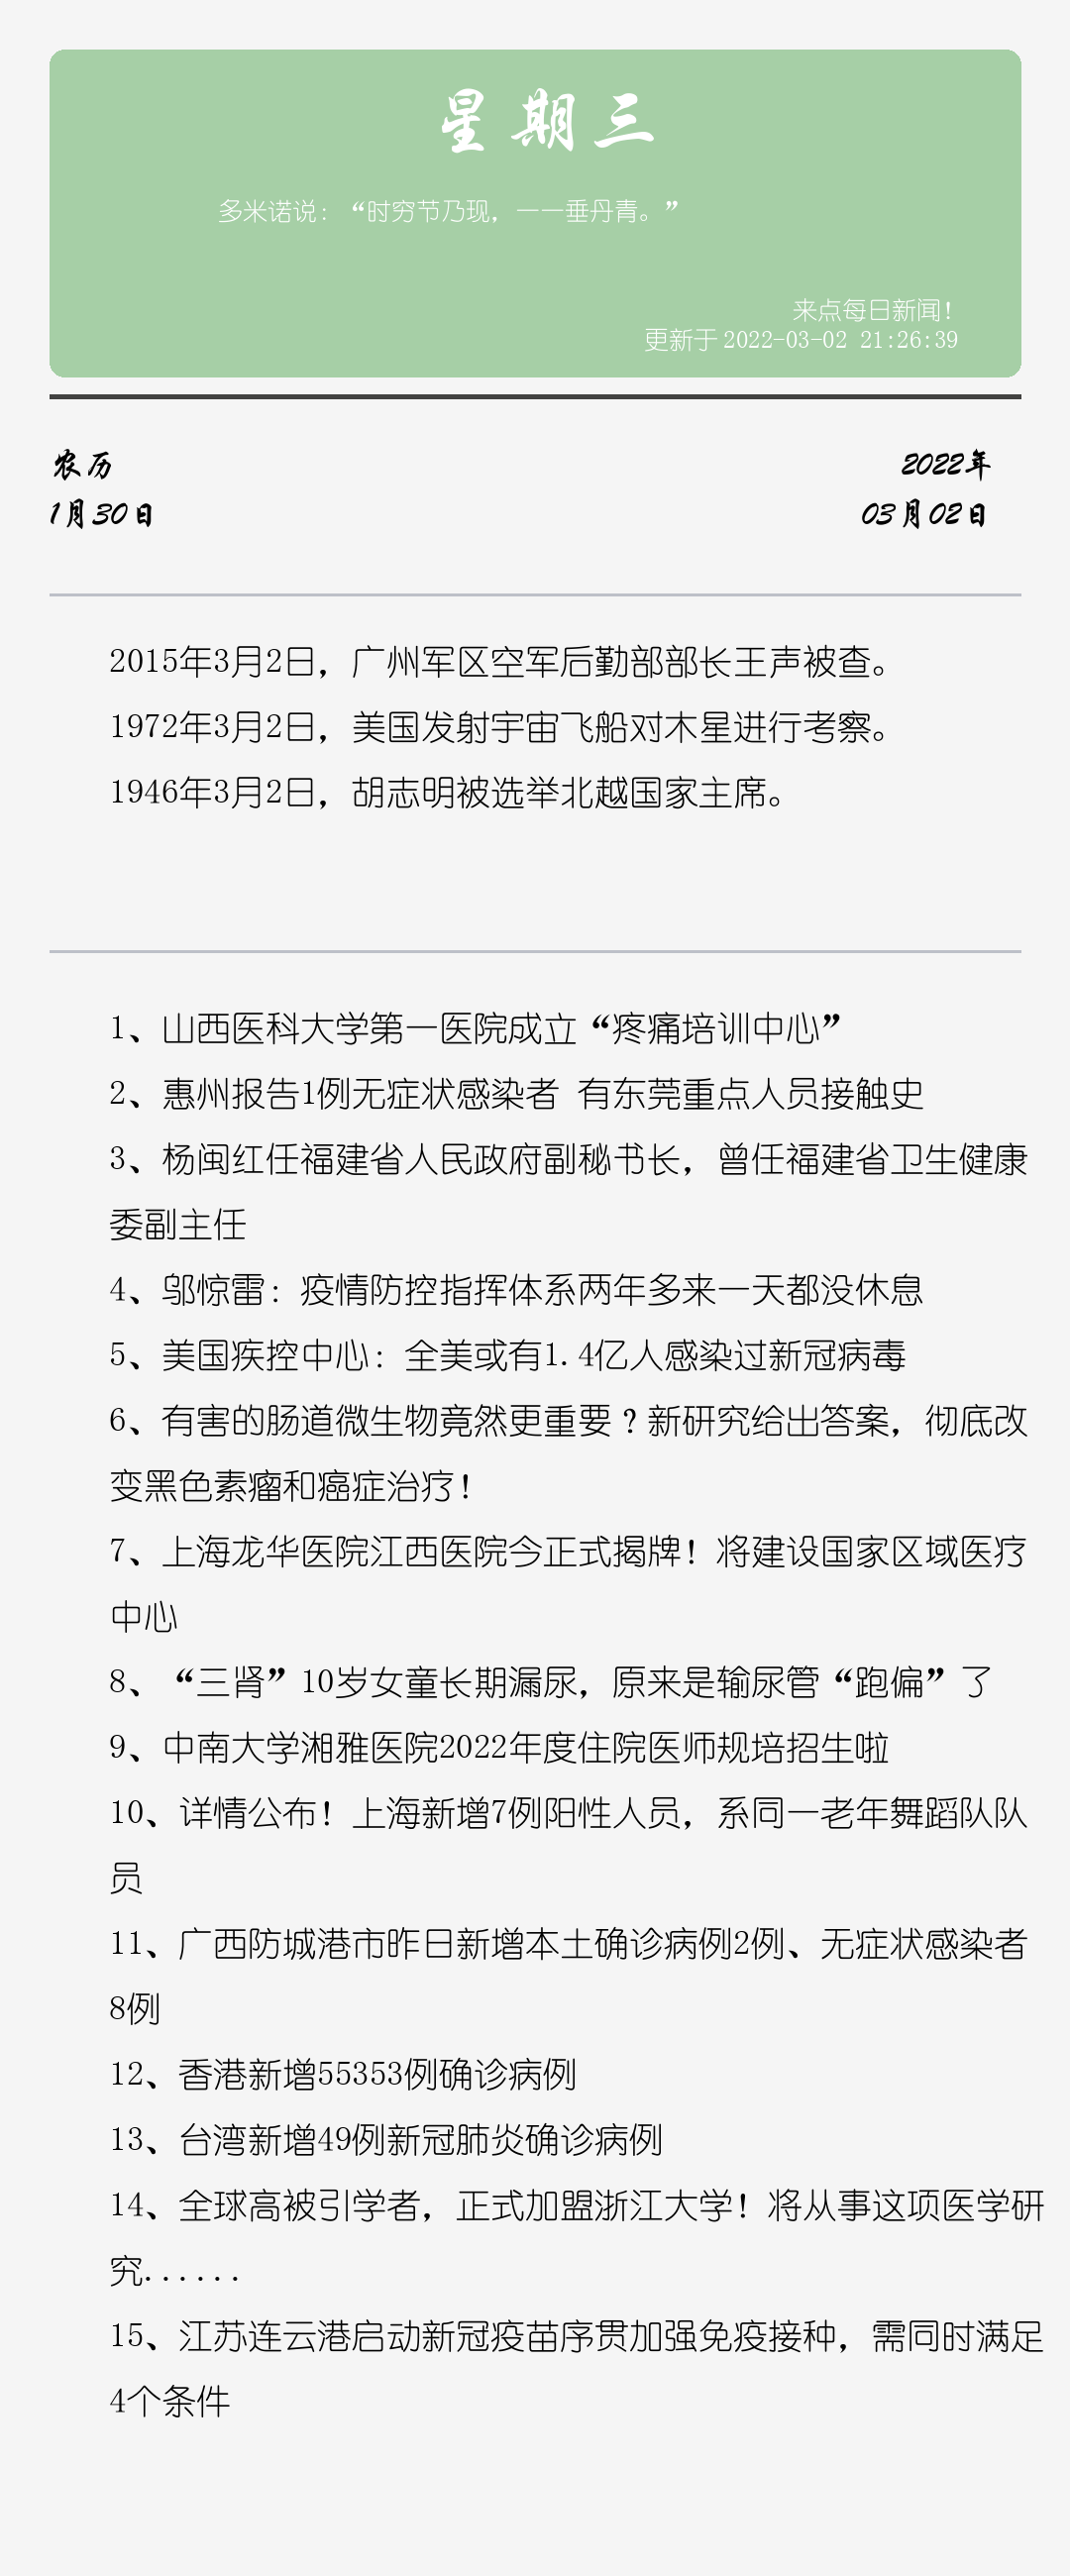 星期三
多米诺说：“时穷节乃现，一一垂丹青。”
来点每日新闻！
更新于 2022-03-02 21:26:39
农历
2022年
1月30日
03月02日
2015年3月2日，广州军区空军后勤部部长王声被查。
1972年3月2日，美国发射宇宙飞船对木星进行考察。
1946年3月2日，胡志明被选举北越国家主席。
1、山西医科大学第一医院成立“疼痛培训中心”
2、惠州报告1例无症状感染者 有东莞重点人员接触史
3、杨闽红任福建省人民政府副秘书长，曾任福建省卫生健康
委副主任
4、邬惊雷：疫情防控指挥体系两年多来一天都没休息
5、美国疾控中心：全美或有1.4亿人感染过新冠病毒
6、有害的肠道微生物竟然更重要？新研究给出答案，彻底改
变黑色素瘤和癌症治疗！
7、上海龙华医院江西医院今正式揭牌！将建设国家区域医疗
中心
8、“三肾”10岁女童长期漏尿，原来是输尿管“跑偏”了
9、中南大学湘雅医院2022年度住院医师规培招生啦
10、详情公布！上海新增7例阳性人员，系同一老年舞蹈队队
员
11、广西防城港市昨日新增本土确诊病例2例、无症状感染者
8例
12、香港新增55353例确诊病例
13、台湾新增49例新冠肺炎确诊病例
14、全球高被引学者，正式加盟浙江大学！将从事这项医学研
究......
15、江苏连云港启动新冠疫苗序贯加强免疫接种，需同时满足
4个条件